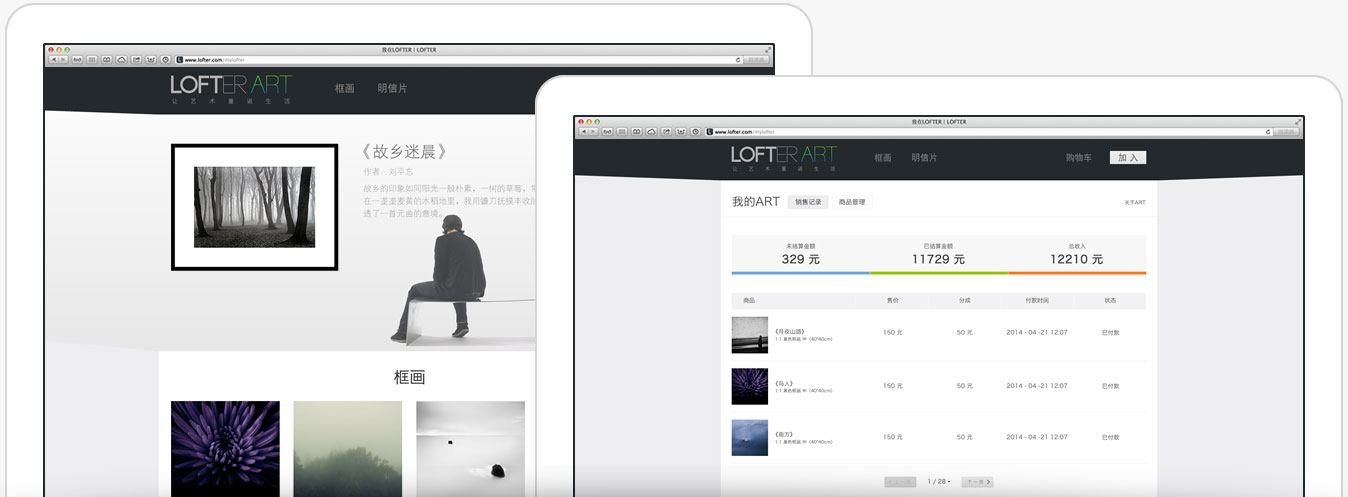 我在LOFTER | LOFTER
www.lofter.com/mylofter
LOFTER ART
让 艺 术 重 返 生 活
框画
明信片
《故乡迷晨》
作者：刘平忘
故乡的印象如同阳光一般朴素，一树的草莓，
在一垄垄麦黄的水稻地里，我用镰刀抚摸丰收的
透了一首元曲的意境。
框画
我在LOFTER | LOFTER
www.lofter.com/mylofter
LOFTER ART
框画
明信片
购物车
加 入
我的ART
销售记录
商品管理
关于ART
未结算金额
329 元
已结算金额
11729 元
总收入
12210 元
商品
售价
分成
付款时间
状态
《月夜山路》
1:1 黑色框画 中（40*40cm）
150 元
50 元
2014 - 04 -21 12:07
已付款
《鸟人》
1:1 黑色框画 中（40*40cm）
150 元
50 元
2014 - 04 -21 12:07
已付款
《南方》
1:1 黑色框画 中（40*40cm）
150 元
50 元
2014 - 04 -21 12:07
已付款
上一页
1 / 28
下一页